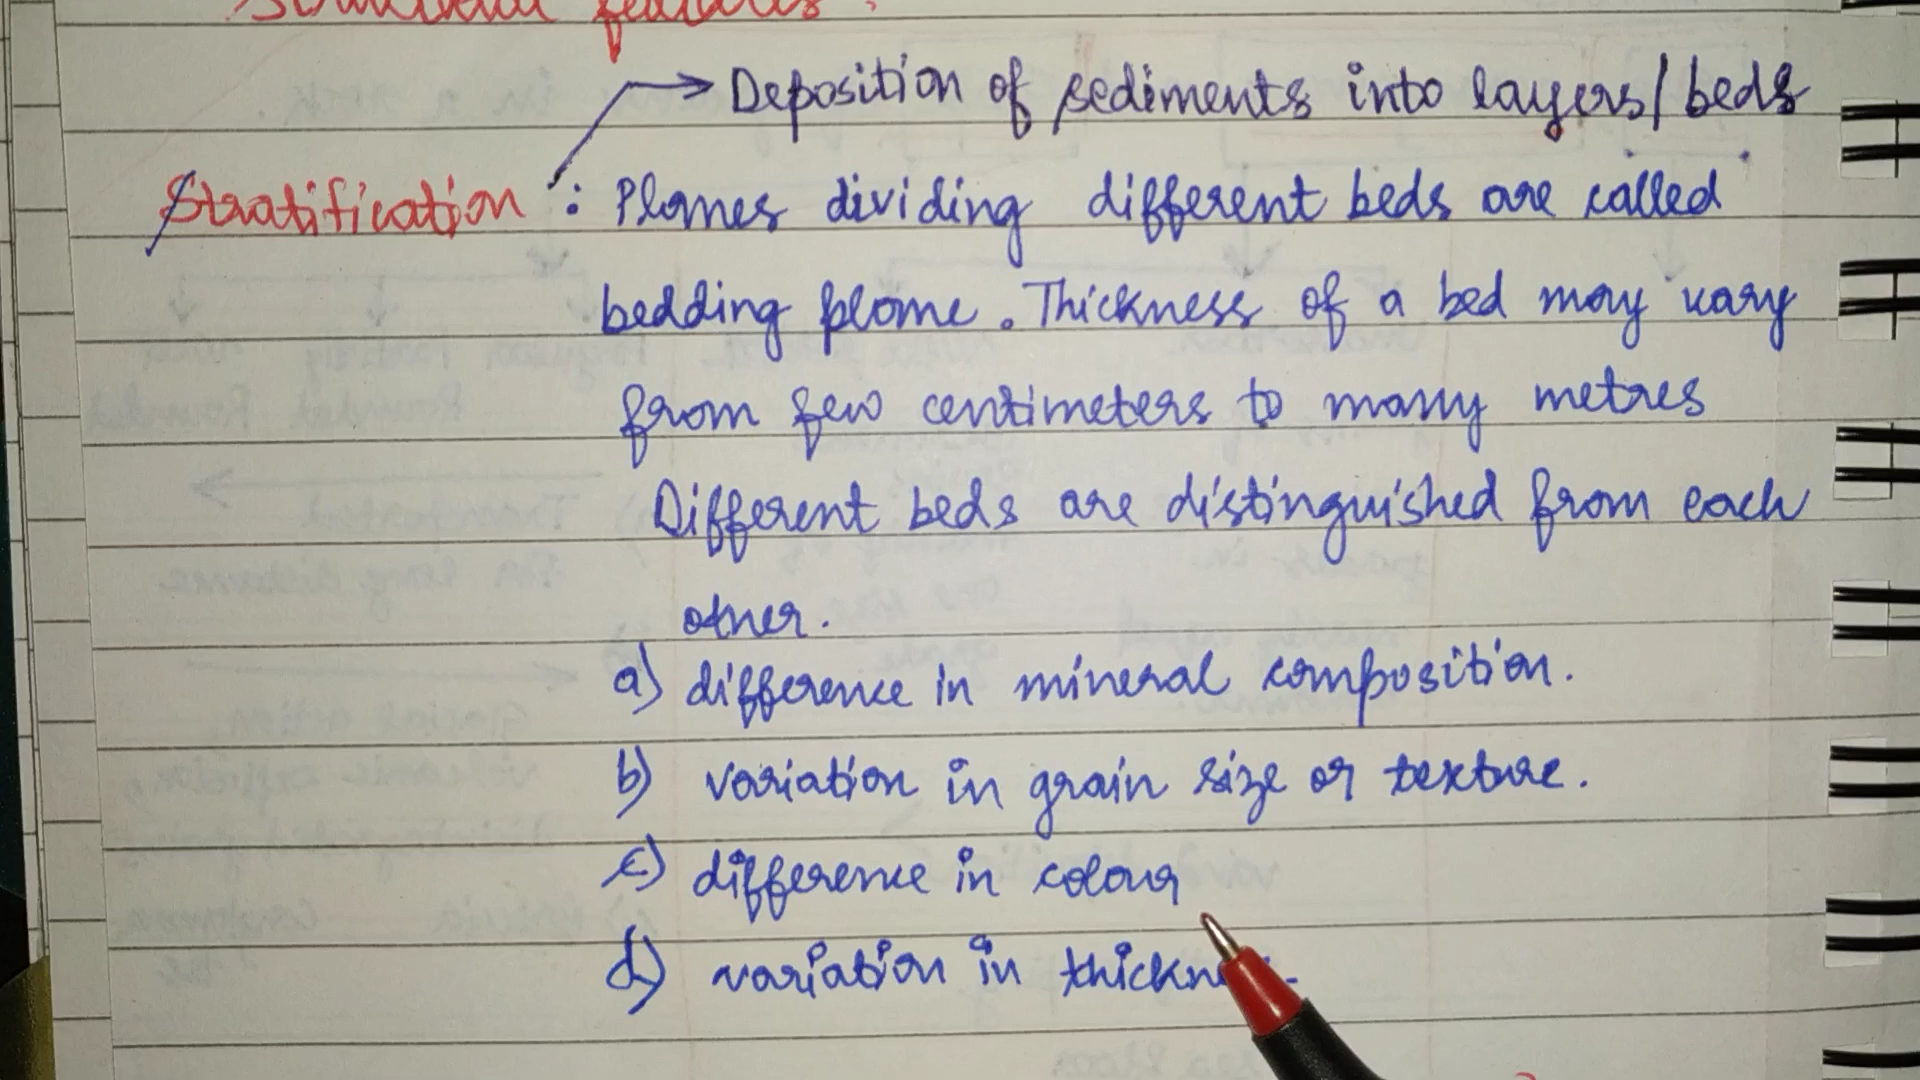 Structural features :
Deposition of sediments into layers/beds
Stratification : Planes dividing different beds are called
bedding plane. Thickness of a bed may vary
from few centimeters to many metres
Different beds are distinguished from each
other.
a) difference in mineral composition.
b) variation in grain size or texture.
c) difference in colour
d) variation in